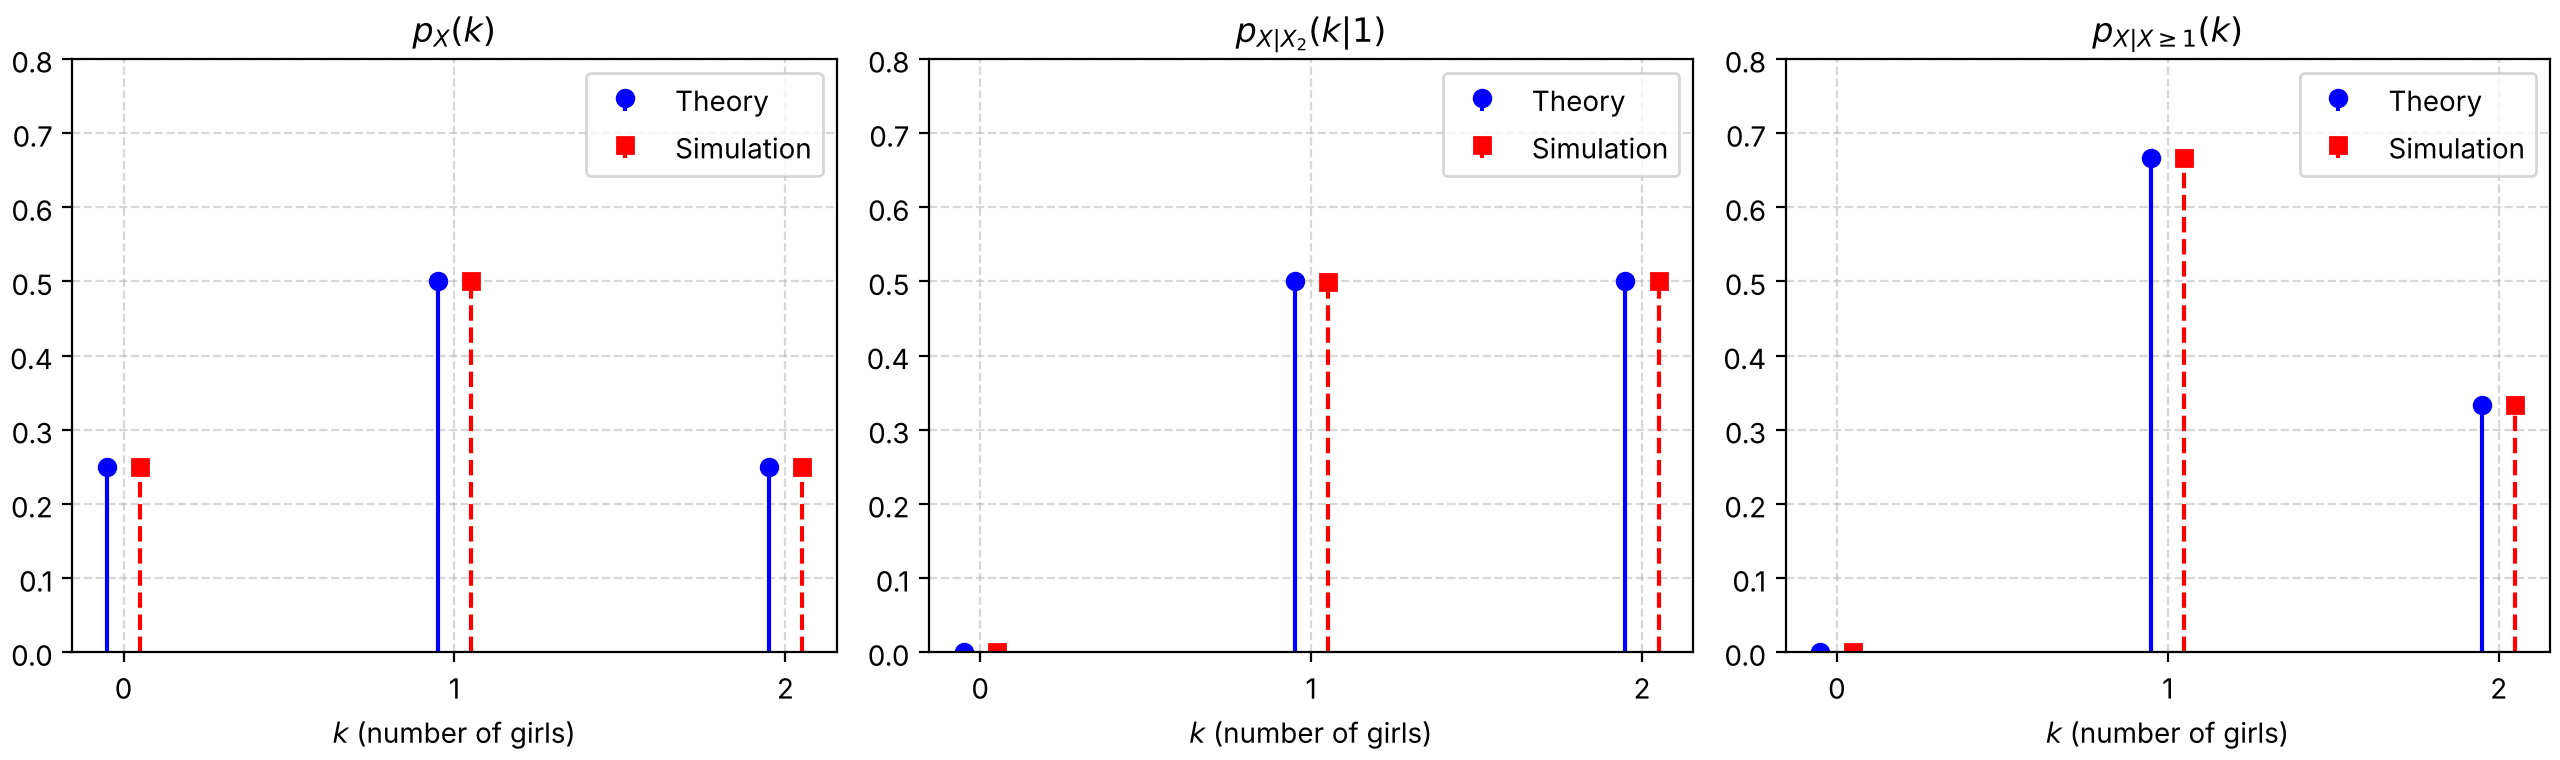 p_X(k)
0.8
0.7
0.6
0.5
0.4
0.3
0.2
0.1
0.0
Theory
Simulation
0 1 2
k (number of girls)
p_{X|X_2}(k|1)
0.8
0.7
0.6
0.5
0.4
0.3
0.2
0.1
0.0
Theory
Simulation
0 1 2
k (number of girls)
p_{X|X ≥ 1}(k)
0.8
0.7
0.6
0.5
0.4
0.3
0.2
0.1
0.0
Theory
Simulation
0 1 2
k (number of girls)